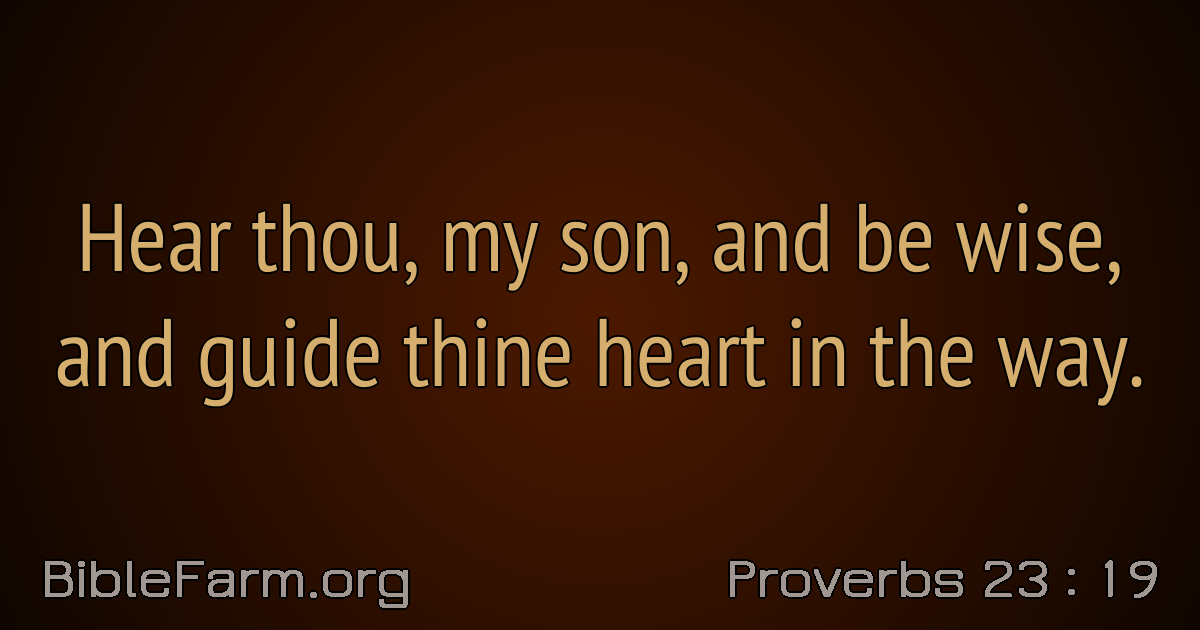 Hear thou, my son, and be wise,
and guide thine heart in the way.
BibleFarm.org
Proverbs 23 : 19